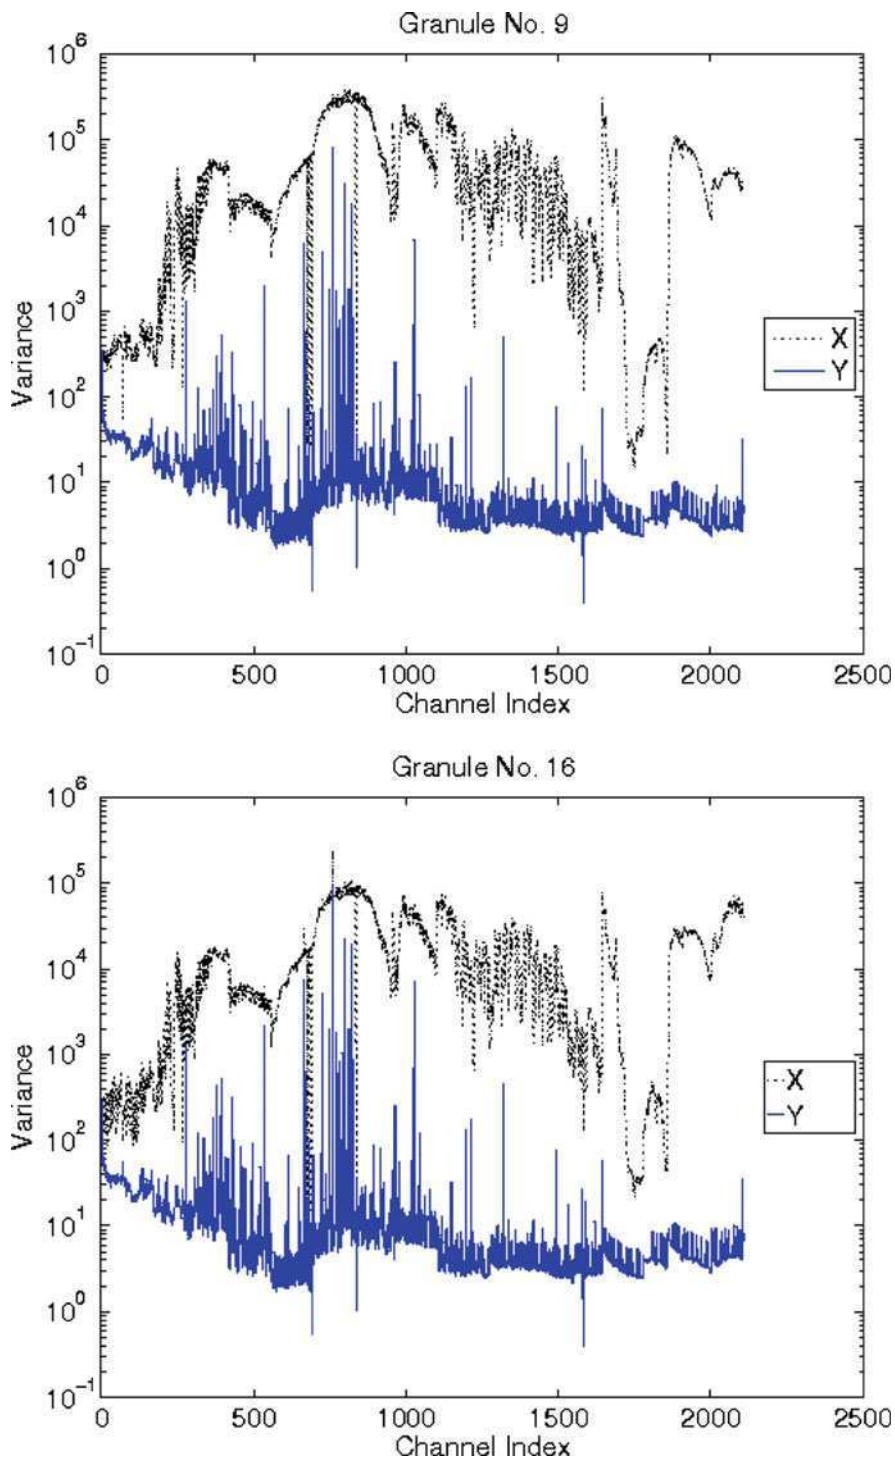 Granule No. 9
10^6
10^5
10^4
10^3
10^2
10^1
10^0
10^-1
Variance
X
Y
0 500 1000 1500 2000 2500
Channel Index
Granule No. 16
10^6
10^5
10^4
10^3
10^2
10^1
10^0
10^-1
Variance
X
Y
0 500 1000 1500 2000 2500
Channel Index